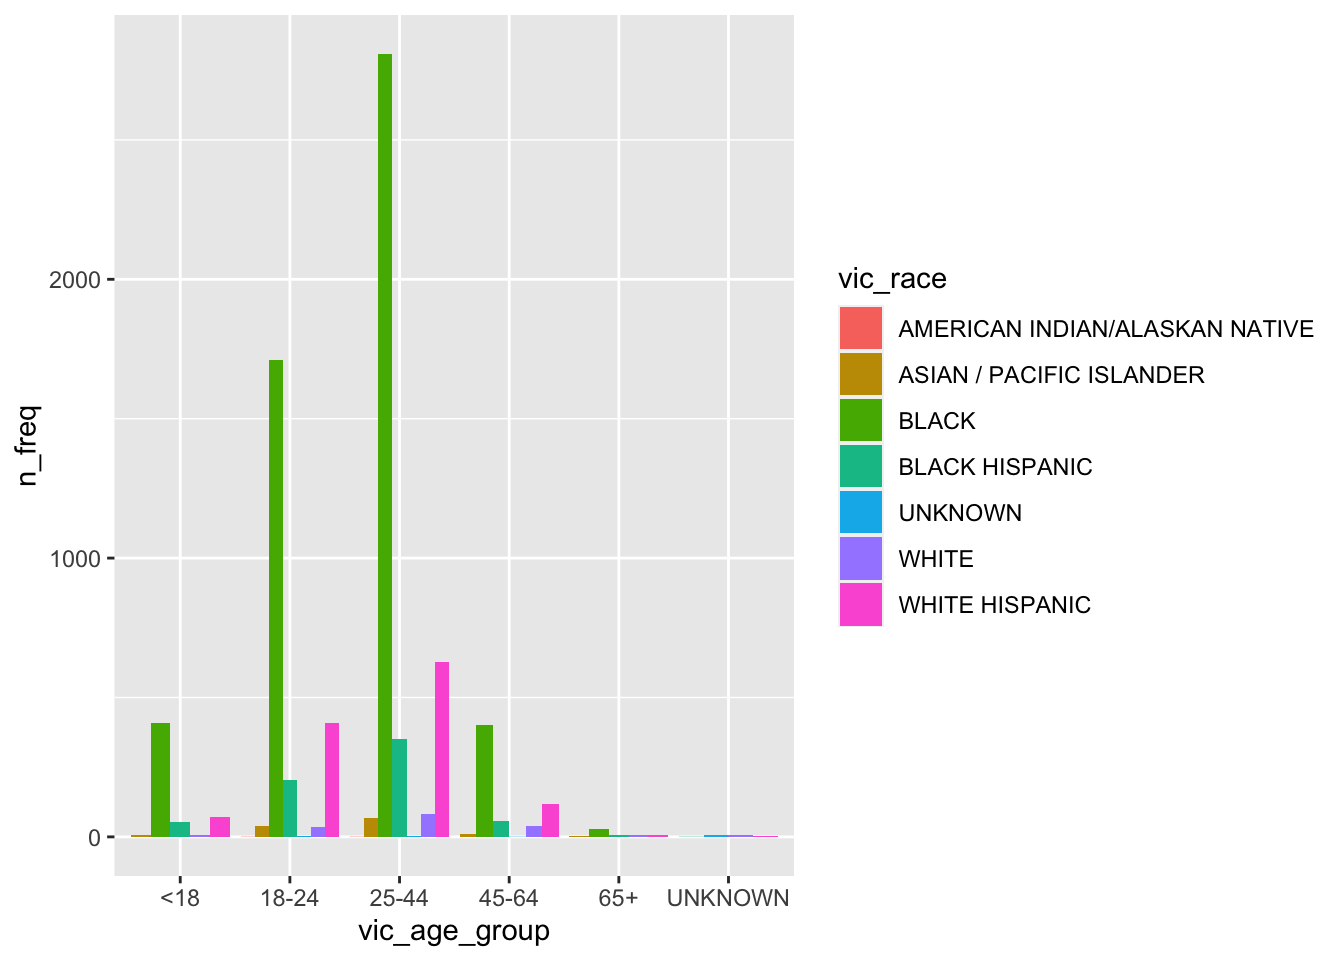 2000
1000
0
n_freq
<18
18-24
25-44
45-64
65+
UNKNOWN
vic_age_group
vic_race
AMERICAN INDIAN/ALASKAN NATIVE
ASIAN / PACIFIC ISLANDER
BLACK
BLACK HISPANIC
UNKNOWN
WHITE
WHITE HISPANIC